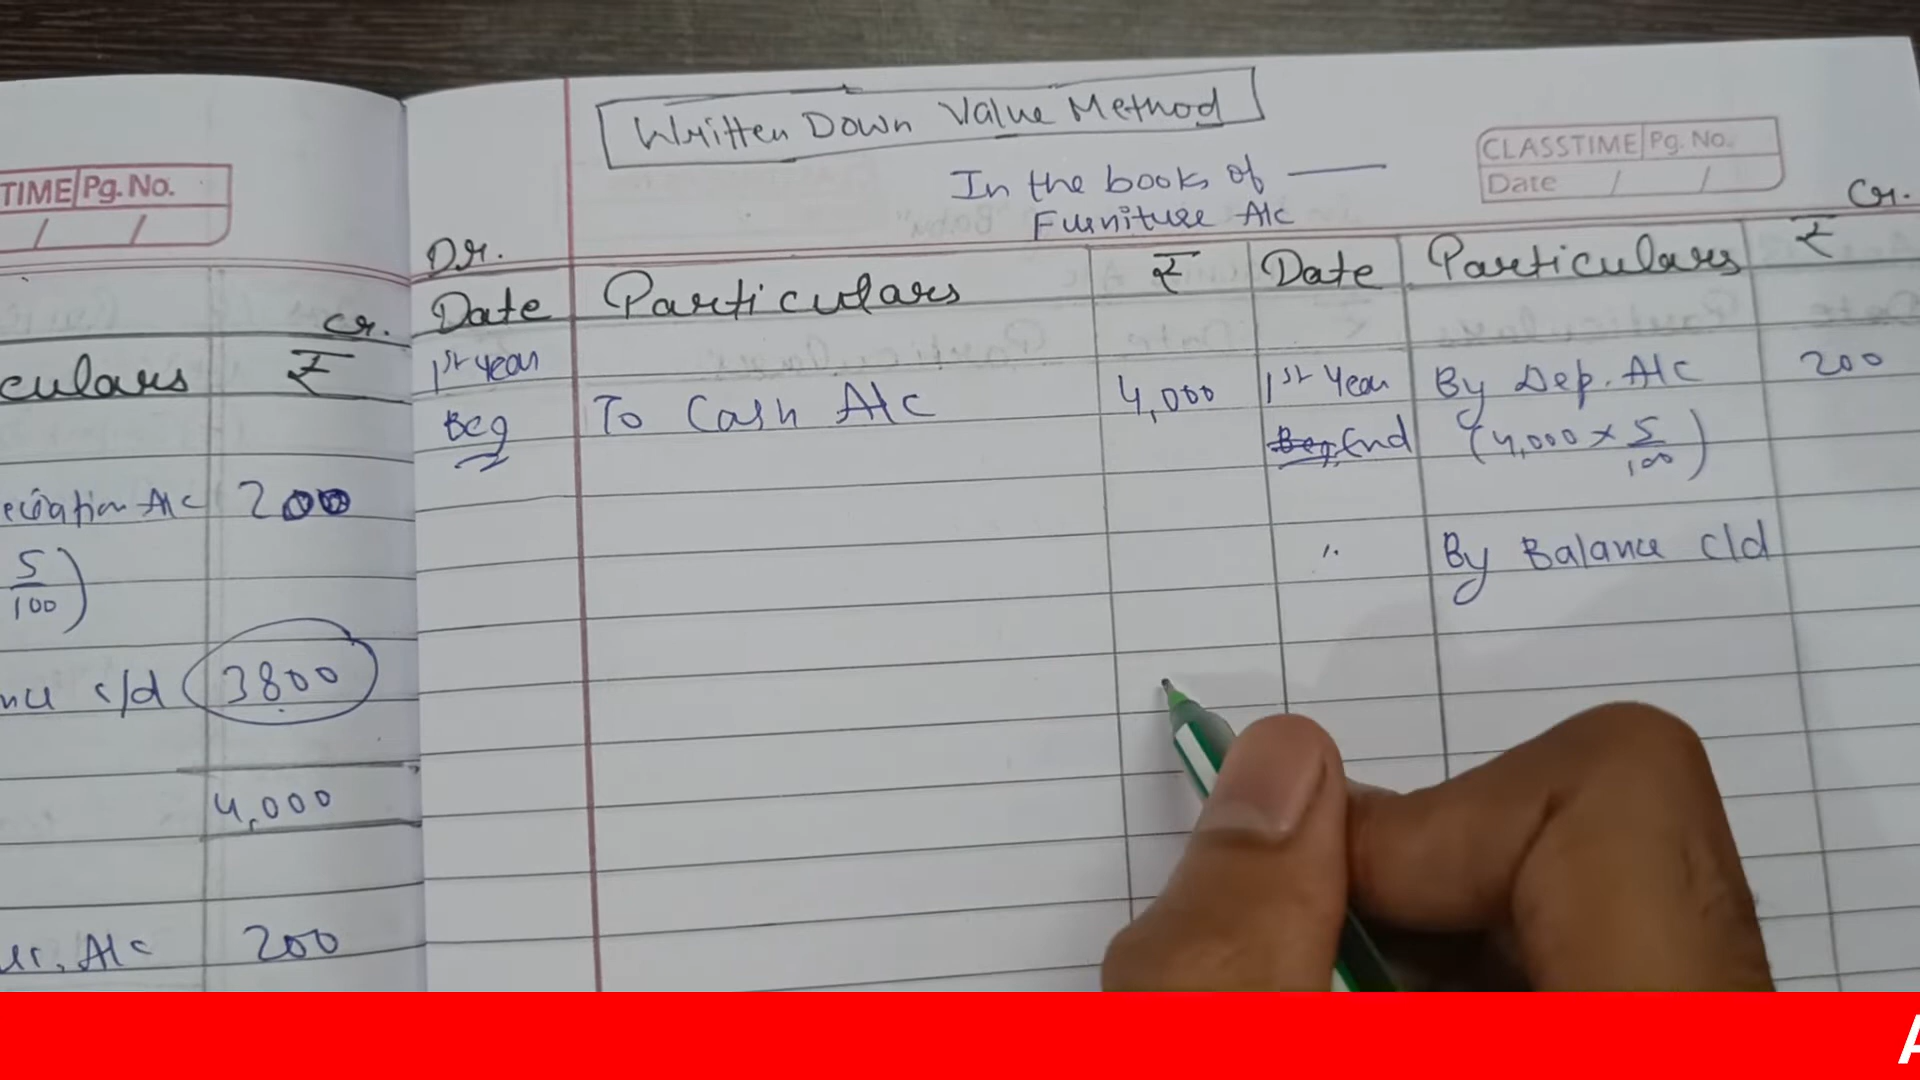 TIME Pg. No.
/ /
cr.
culars ₹
eciation A/c 200
5
100 )
nce c/d 3800
4,000
ur. A/c 200
Written Down Value Method
CLASSTIME Pg. No.
Date / /
In the books of ——
Furniture A/c
Dr. Cr.
Date Particulars ₹ Date Particulars ₹
1st year To Cash A/c 4,000 1st Year By Dep. A/c 200
Beg Beg. End (4,000 × 5/100)
" By Balance c/d
A